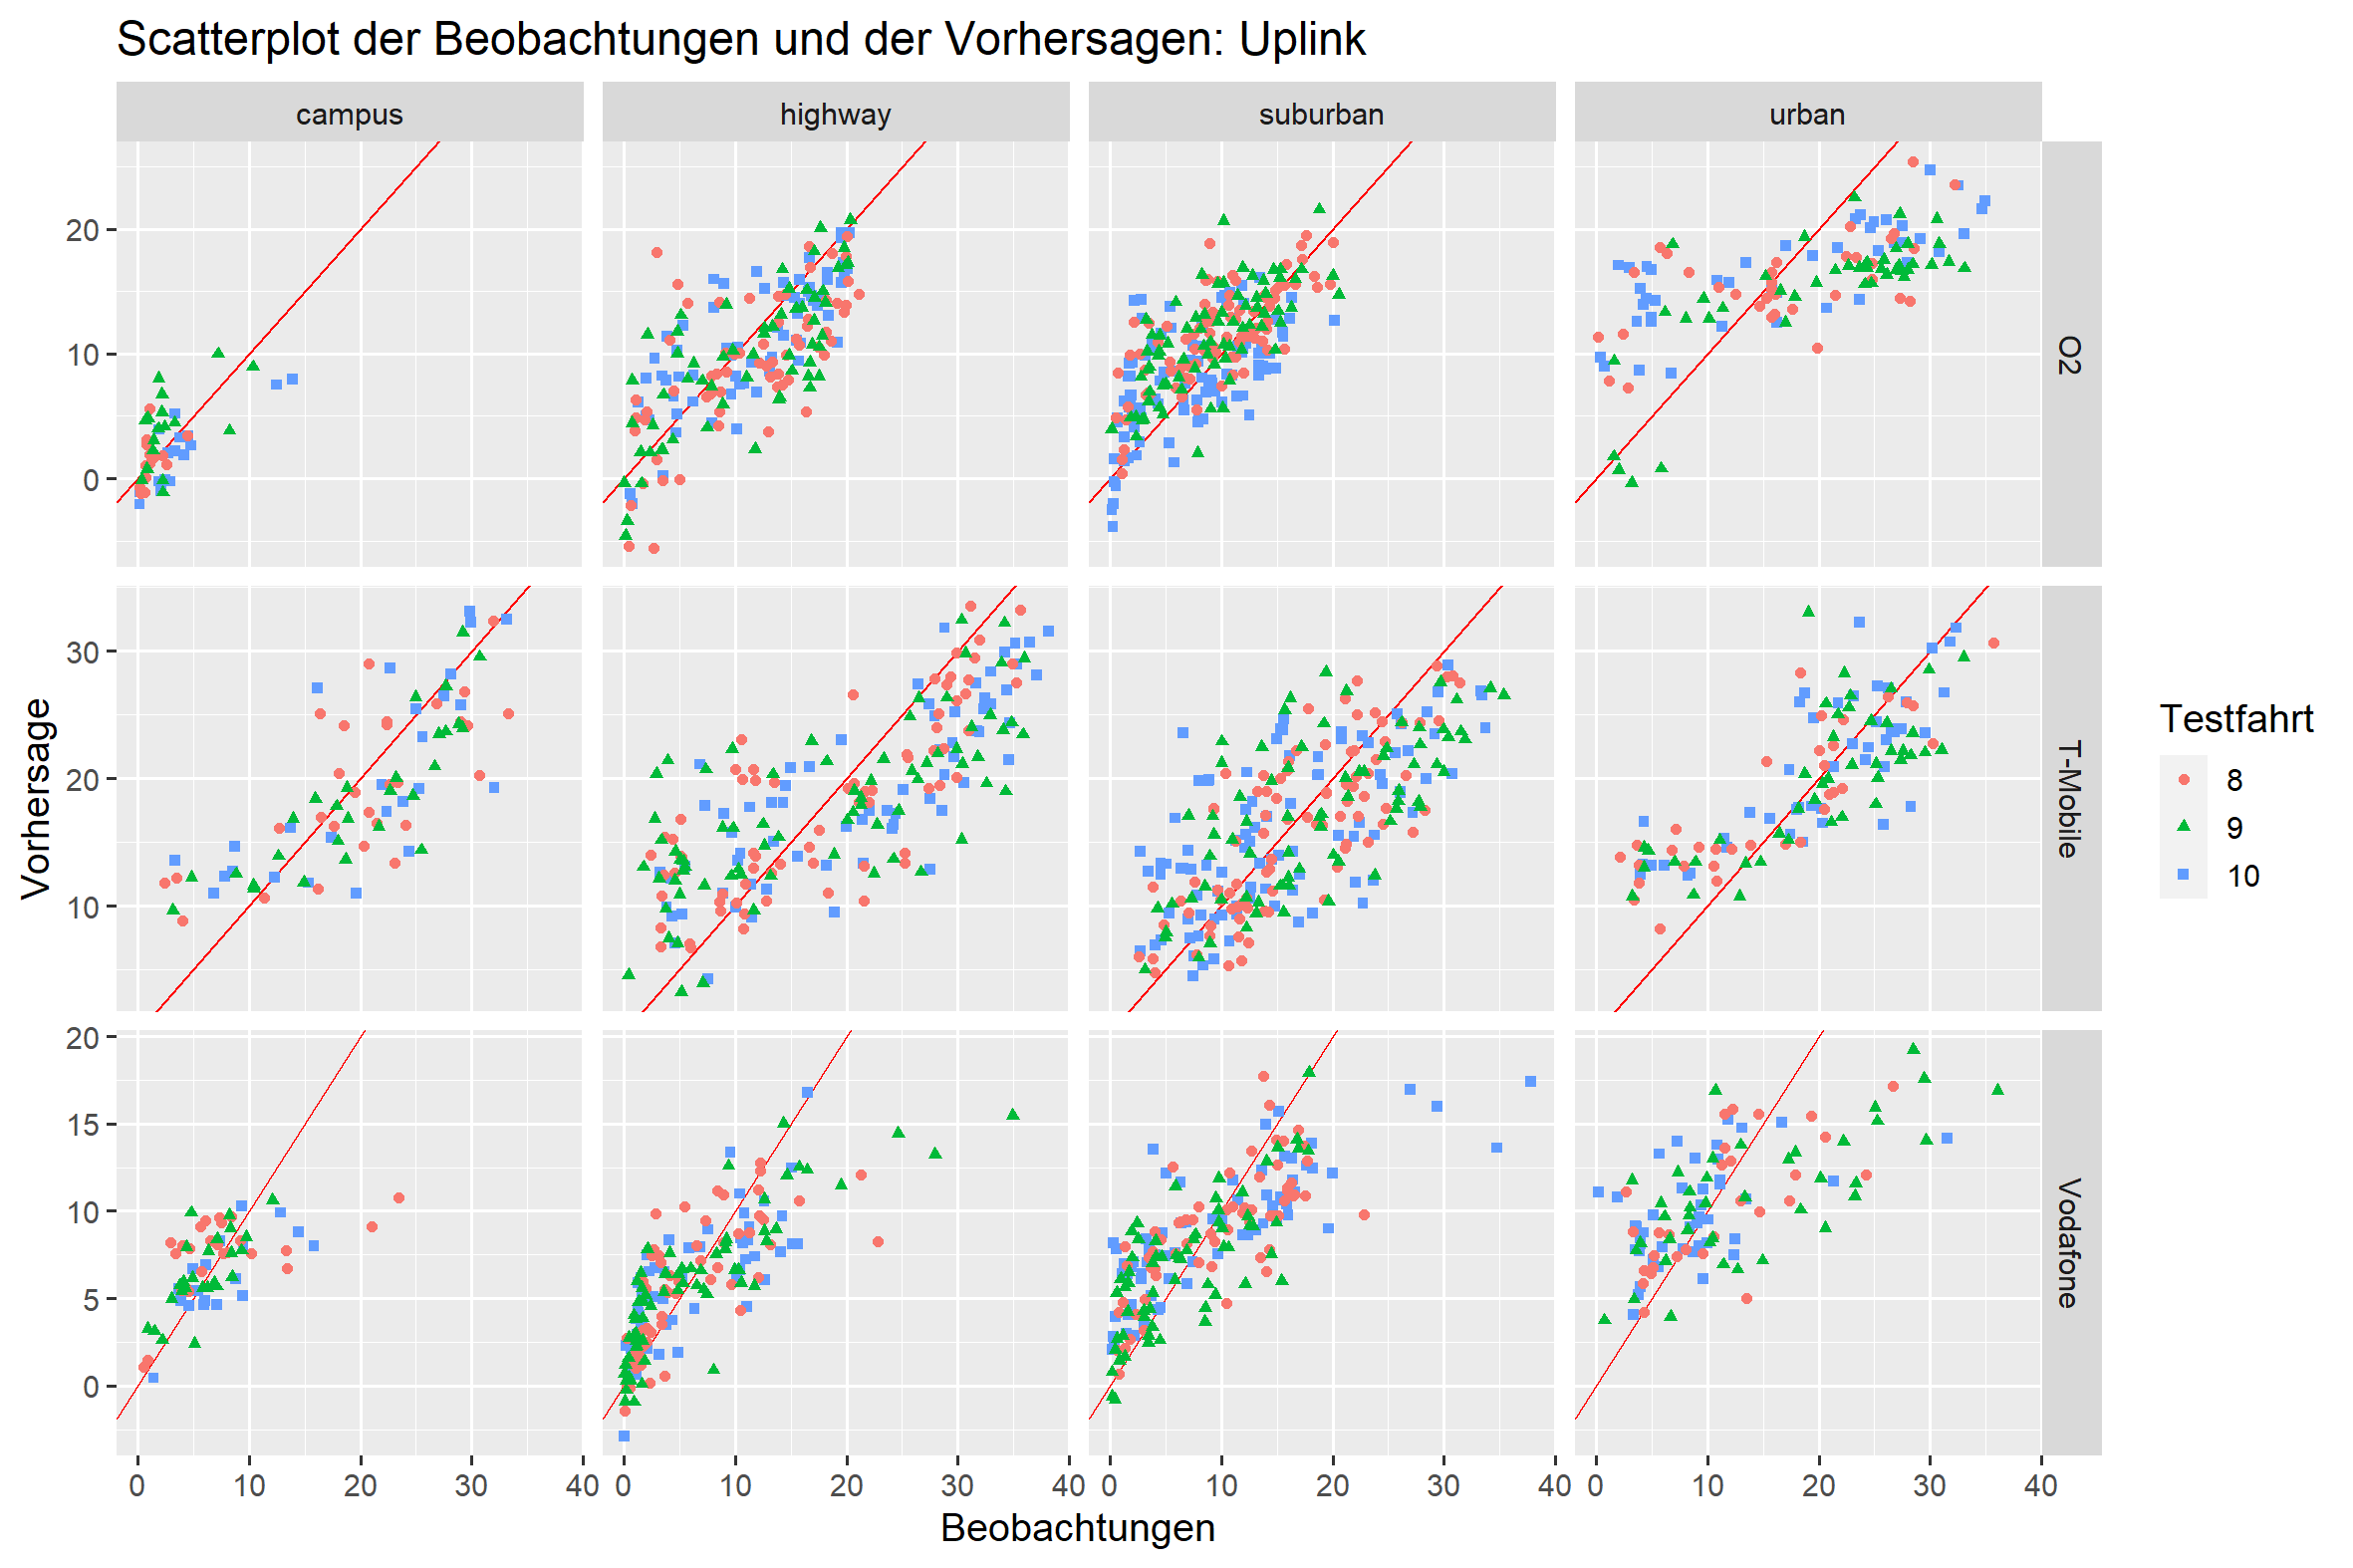 Scatterplot der Beobachtungen und der Vorhersagen: Uplink
campus highway suburban urban
20
10
0
O2
30
20
10
T-Mobile
20
15
10
5
0
Vodafone
0 10 20 30 40 0 10 20 30 40 0 10 20 30 40 0 10 20 30 40
Beobachtungen
Vorhersage
Testfahrt
8
9
10